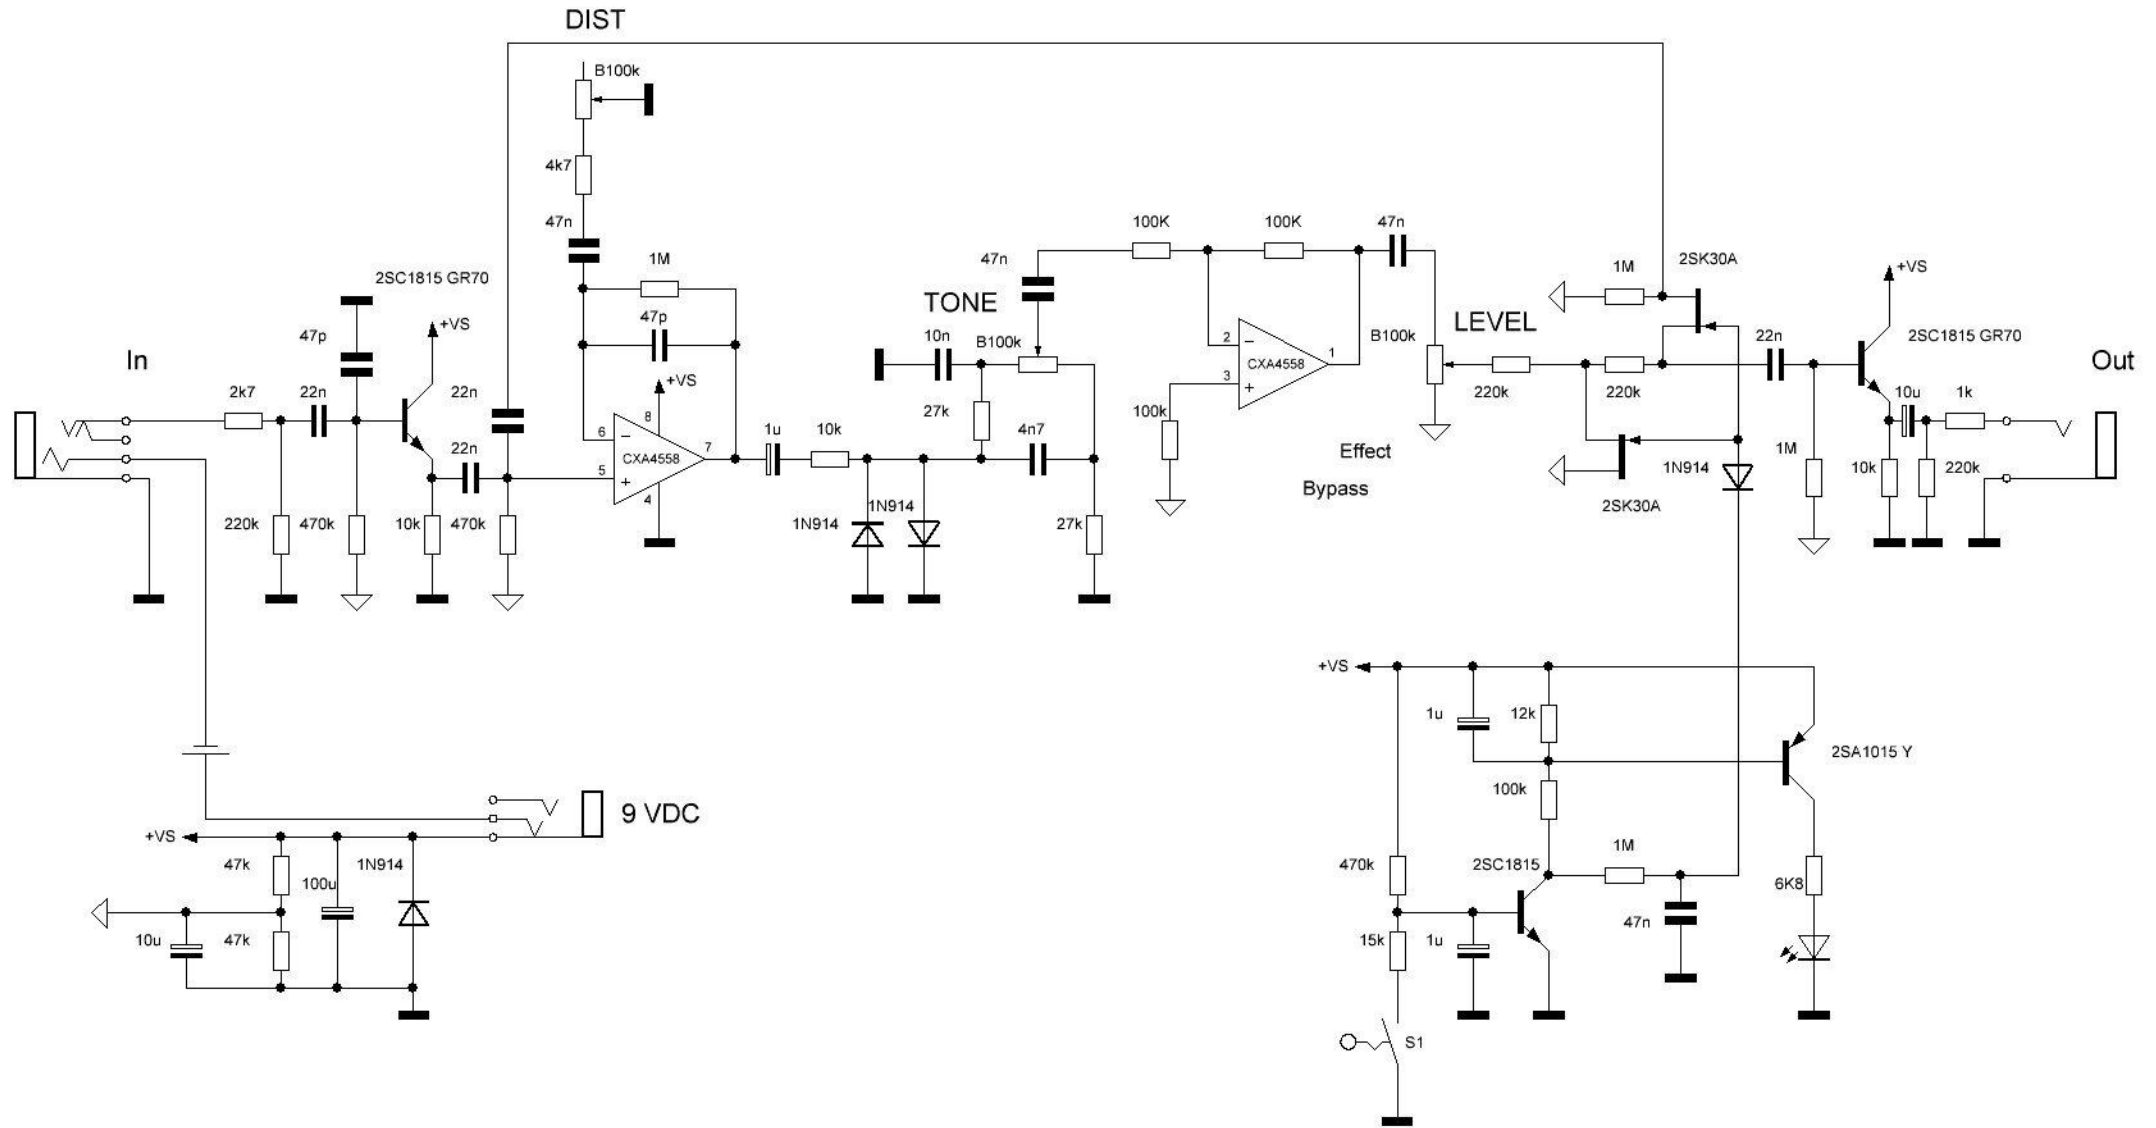 DIST
B100k
4k7
47n
1M
47p
2SC1815 GR70
+VS
47p
In
2k7
22n
22n
22n
220k
470k
10k
470k
+VS
8
6
5
7
4
CXA4558
1u
10k
1N914
1N914
TONE
10n
B100k
47n
27k
4n7
27k
100K
100K
47n
2
3
1
CXA4558
100k
Effect
Bypass
B100k
LEVEL
220k
220k
1M
2SK30A
2SK30A
1N914
22n
1M
+VS
2SC1815 GR70
10u
1k
10k
220k
Out
9 VDC
+VS
47k
100u
1N914
10u
47k
+VS
1u
12k
2SA1015 Y
100k
470k
2SC1815
1M
6K8
15k
1u
47n
S1